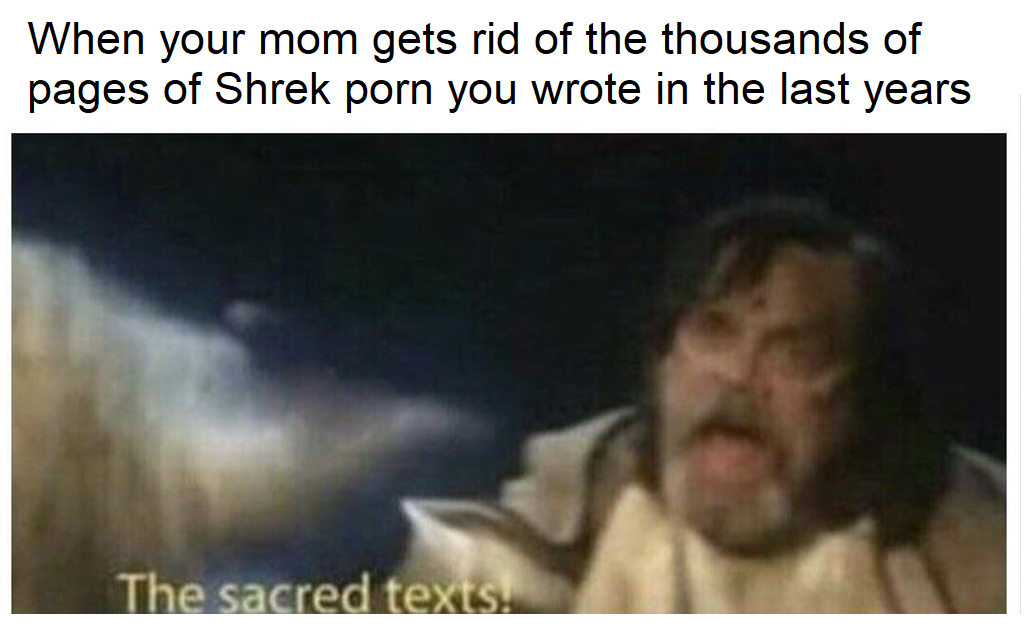 When your mom gets rid of the thousands of
pages of Shrek porn you wrote in the last years
The sacred texts!